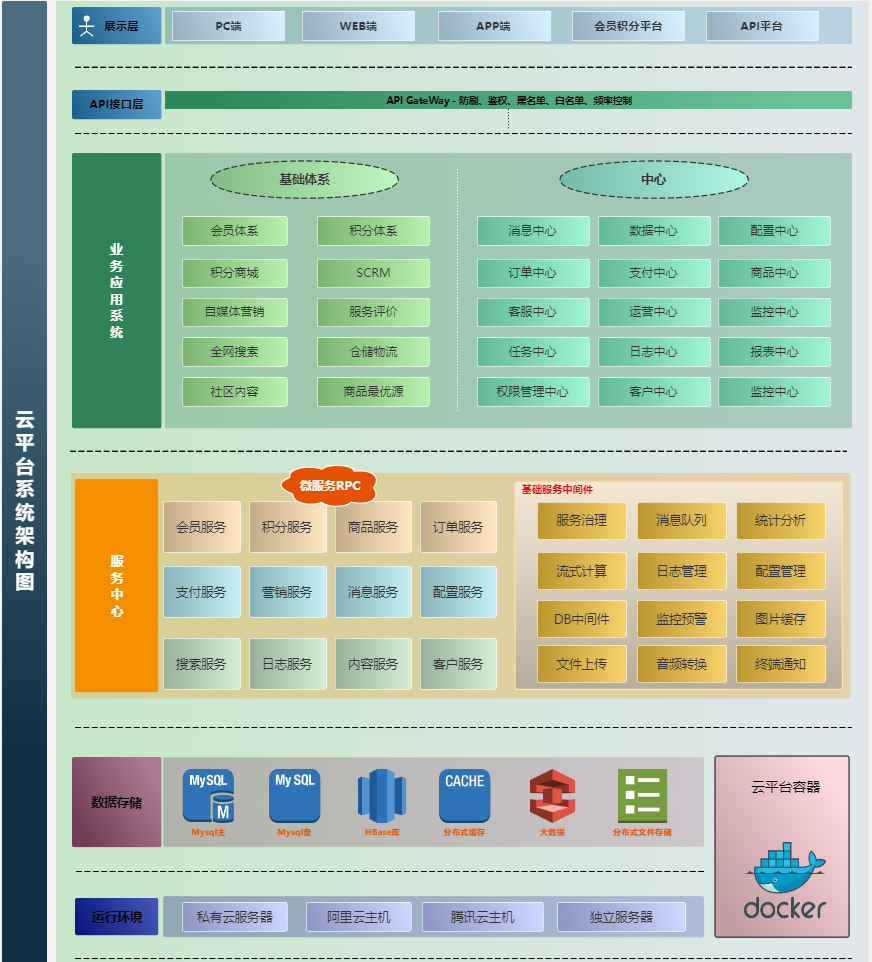 云平台系统架构图
展示层
PC端
WEB端
APP端
会员积分平台
API平台
API接口层
API GateWay - 防刷、鉴权、黑名单、白名单、频率控制
业务应用系统
基础体系
会员体系
积分体系
积分商城
SCRM
自媒体营销
服务评价
全网搜索
仓储物流
社区内容
商品最优源
中心
消息中心
数据中心
配置中心
订单中心
支付中心
商品中心
客服中心
运营中心
监控中心
任务中心
日志中心
报表中心
权限管理中心
客户中心
监控中心
服务中心
微服务RPC
会员服务
积分服务
商品服务
订单服务
支付服务
营销服务
消息服务
配置服务
搜索服务
日志服务
内容服务
客户服务
基础服务中间件
服务治理
消息队列
统计分析
流式计算
日志管理
配置管理
DB中间件
监控预警
图片缓存
文件上传
音频转换
终端通知
数据存储
MySQL
M
Mysql主
My SQL
Mysql备
HBase库
CACHE
分布式缓存
大数据
分布式文件存储
云平台容器
docker
运行环境
私有云服务器
阿里云主机
腾讯云主机
独立服务器